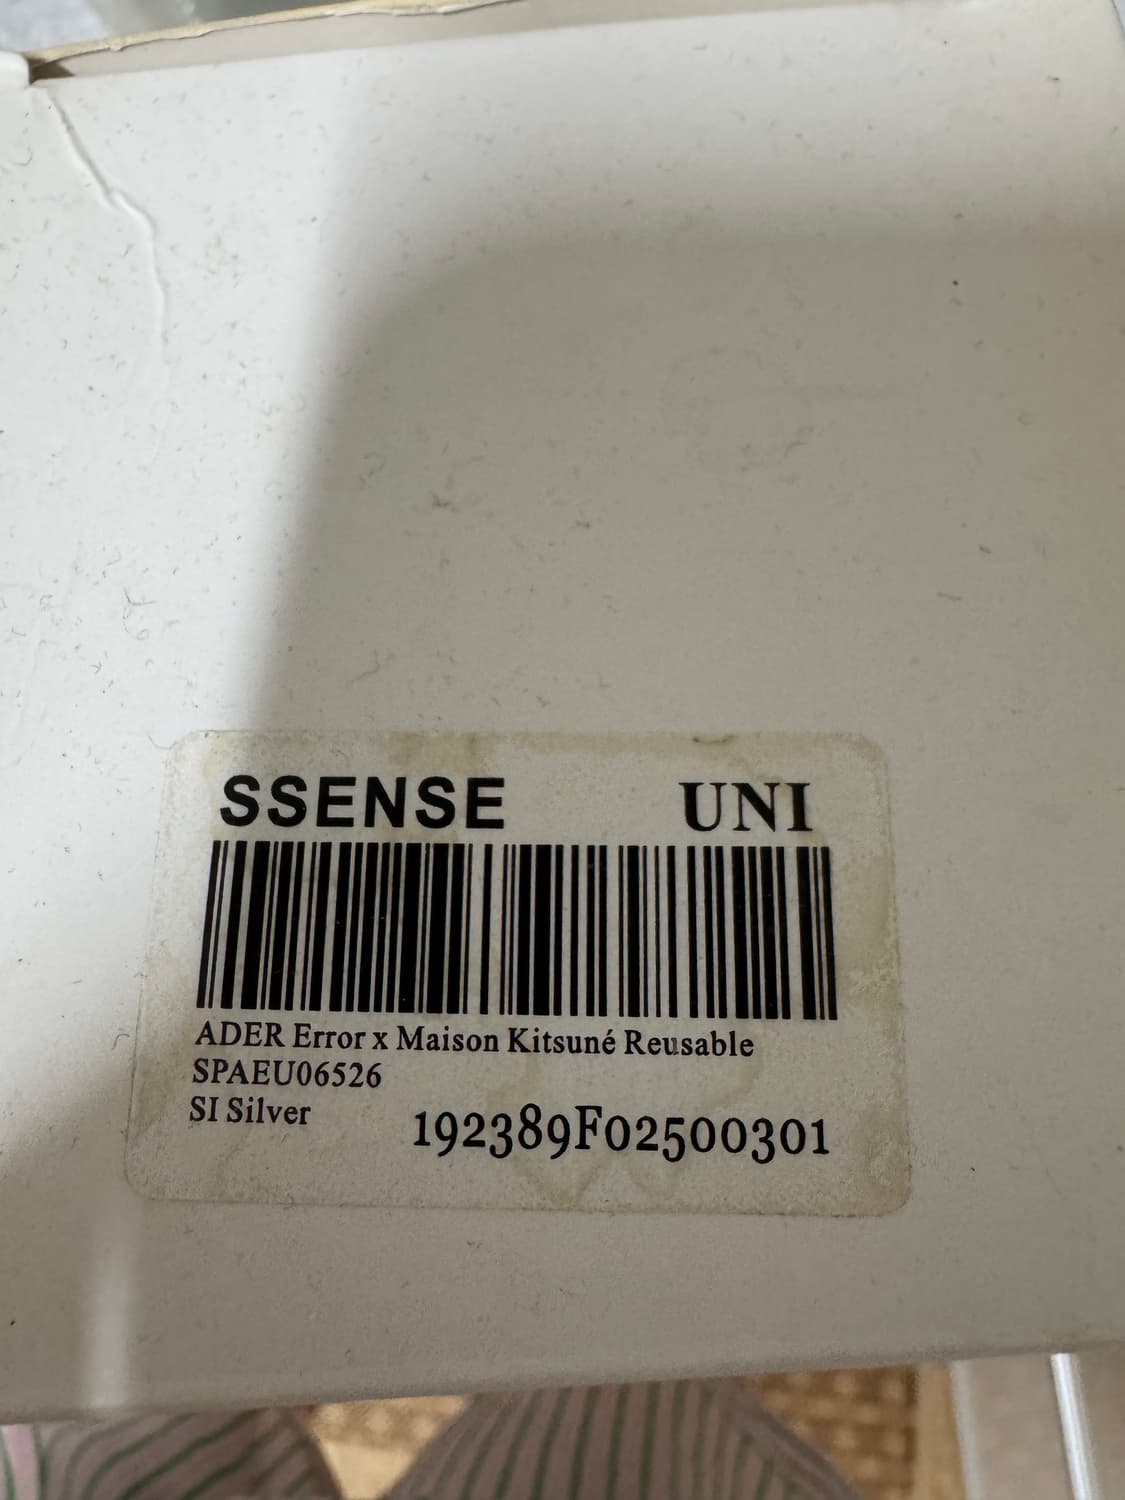 SSENSE UNI
ADER Error x Maison Kitsuné Reusable
SPAEU06526
SI Silver 192389F02500301